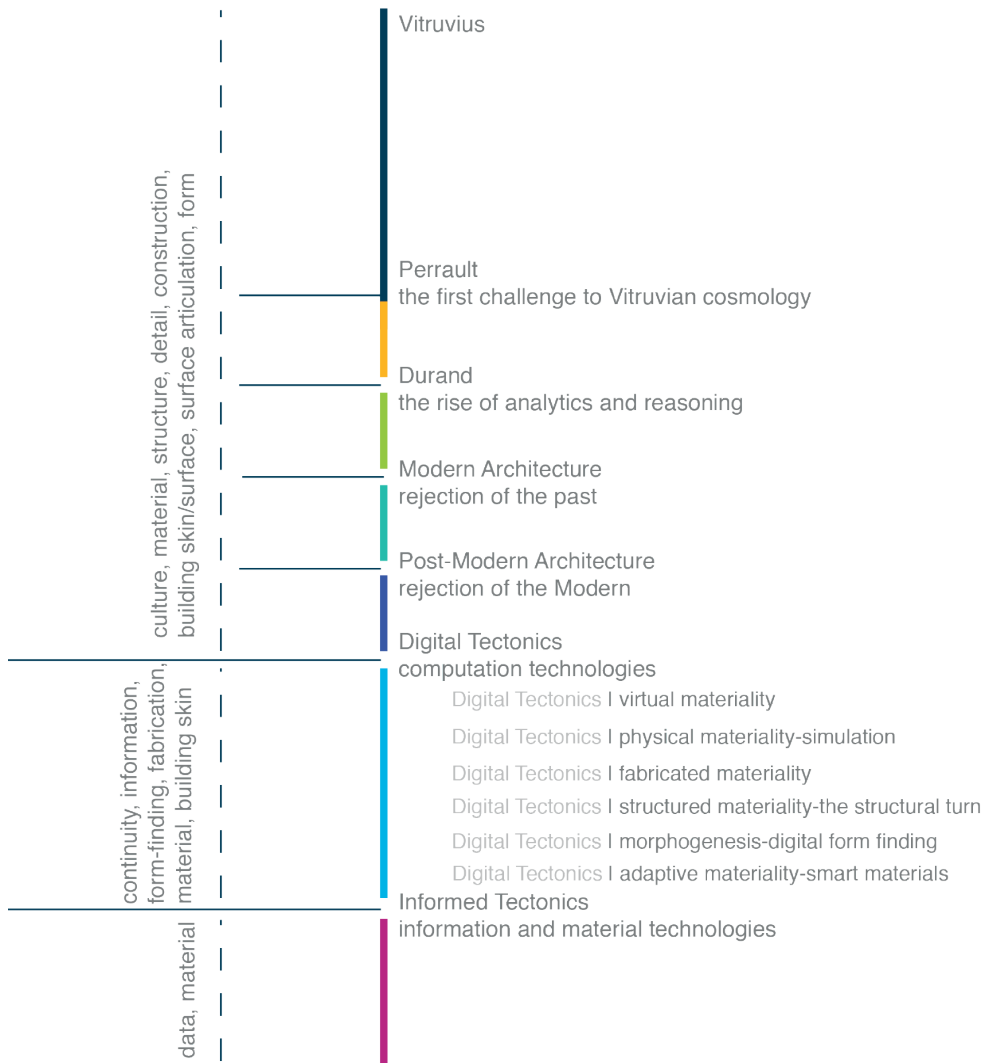 Vitruvius
culture, material, structure, detail, construction,
building skin/surface, surface articulation, form
Perrault
the first challenge to Vitruvian cosmology
Durand
the rise of analytics and reasoning
Modern Architecture
rejection of the past
Post-Modern Architecture
rejection of the Modern
Digital Tectonics
computation technologies
continuity, information,
form-finding, fabrication,
material, building skin
Digital Tectonics I virtual materiality
Digital Tectonics I physical materiality-simulation
Digital Tectonics I fabricated materiality
Digital Tectonics I structured materiality-the structural turn
Digital Tectonics I morphogenesis-digital form finding
Digital Tectonics I adaptive materiality-smart materials
Informed Tectonics
information and material technologies
data, material